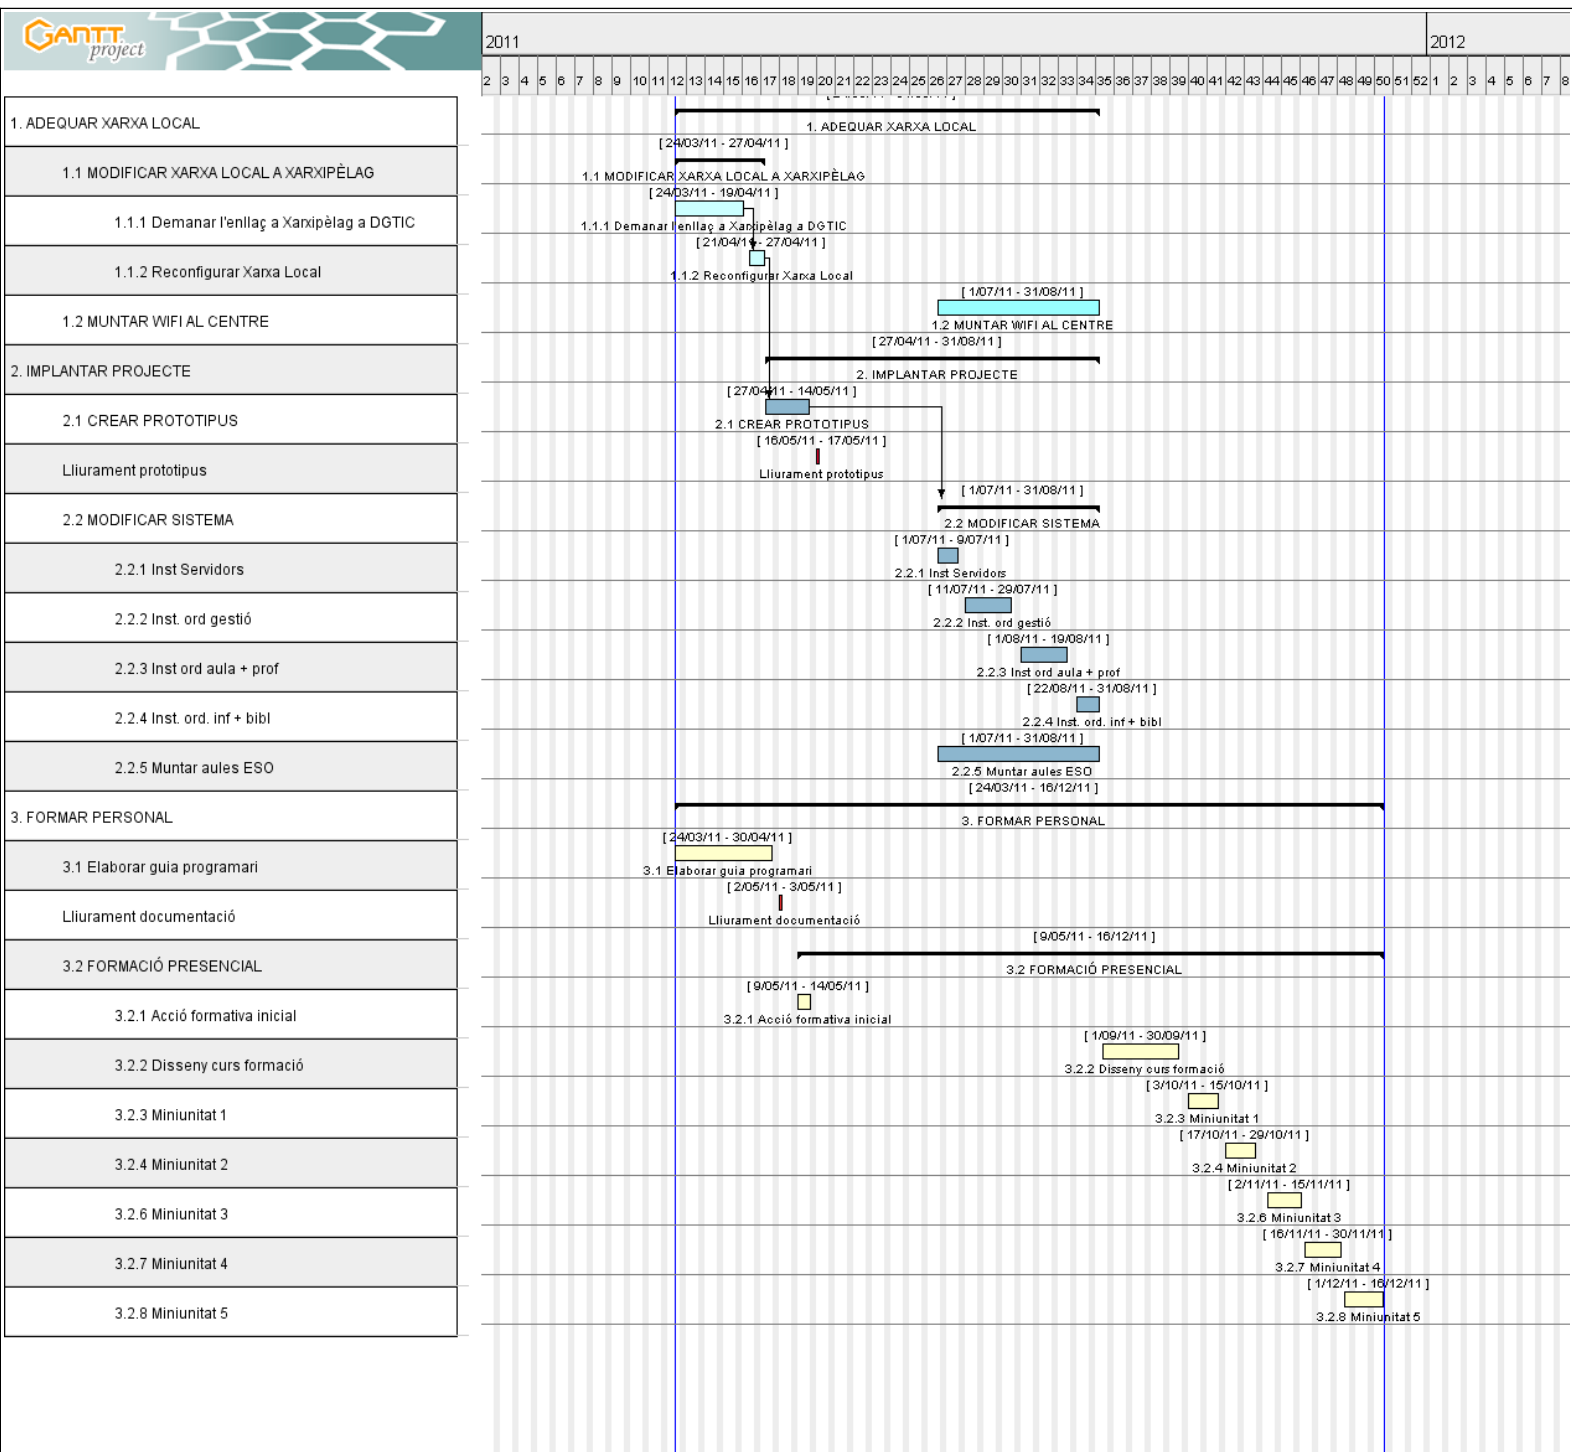 GANTT
project
2011
2012
2 3 4 5 6 7 8 9 10 11 12 13 14 15 16 17 18 19 20 21 22 23 24 25 26 27 28 29 30 31 32 33 34 35 36 37 38 39 40 41 42 43 44 45 46 47 48 49 50 51 52 1 2 3 4 5 6 7 8
1. ADEQUAR XARXA LOCAL
1. ADEQUAR XARXA LOCAL
[ 24/03/11 - 27/04/11 ]
1.1 MODIFICAR XARXA LOCAL A XARXIPÈLAG
1.1 MODIFICAR XARXA LOCAL A XARXIPÈLAG
[ 24/03/11 - 19/04/11 ]
1.1.1 Demanar l'enllaç a Xarxipèlag a DGTIC
1.1.1 Demanar l'enllaç a Xarxipèlag a DGTIC
[ 21/04/11 - 27/04/11 ]
1.1.2 Reconfigurar Xarxa Local
1.1.2 Reconfigurar Xarxa Local
[ 1/07/11 - 31/08/11 ]
1.2 MUNTAR WIFI AL CENTRE
1.2 MUNTAR WIFI AL CENTRE
[ 27/04/11 - 31/08/11 ]
2. IMPLANTAR PROJECTE
2. IMPLANTAR PROJECTE
[ 27/04/11 - 14/05/11 ]
2.1 CREAR PROTOTIPUS
2.1 CREAR PROTOTIPUS
[ 16/05/11 - 17/05/11 ]
Lliurament prototipus
Lliurament prototipus
[ 1/07/11 - 31/08/11 ]
2.2 MODIFICAR SISTEMA
2.2 MODIFICAR SISTEMA
[ 1/07/11 - 9/07/11 ]
2.2.1 Inst Servidors
2.2.1 Inst Servidors
[ 11/07/11 - 29/07/11 ]
2.2.2 Inst. ord gestió
2.2.2 Inst. ord gestió
[ 1/08/11 - 19/08/11 ]
2.2.3 Inst ord aula + prof
2.2.3 Inst ord aula + prof
[ 22/08/11 - 31/08/11 ]
2.2.4 Inst. ord. inf + bibl
2.2.4 Inst. ord. inf + bibl
[ 1/07/11 - 31/08/11 ]
2.2.5 Muntar aules ESO
2.2.5 Muntar aules ESO
[ 24/03/11 - 16/12/11 ]
3. FORMAR PERSONAL
3. FORMAR PERSONAL
[ 24/03/11 - 30/04/11 ]
3.1 Elaborar guia programari
3.1 Elaborar guia programari
[ 2/05/11 - 3/05/11 ]
Lliurament documentació
Lliurament documentació
[ 9/05/11 - 16/12/11 ]
3.2 FORMACIÓ PRESENCIAL
3.2 FORMACIÓ PRESENCIAL
[ 9/05/11 - 14/05/11 ]
3.2.1 Acció formativa inicial
3.2.1 Acció formativa inicial
[ 1/09/11 - 30/09/11 ]
3.2.2 Disseny curs formació
3.2.2 Disseny curs formació
[ 3/10/11 - 15/10/11 ]
3.2.3 Miniunitat 1
3.2.3 Miniunitat 1
[ 17/10/11 - 29/10/11 ]
3.2.4 Miniunitat 2
3.2.4 Miniunitat 2
[ 2/11/11 - 15/11/11 ]
3.2.6 Miniunitat 3
3.2.6 Miniunitat 3
[ 16/11/11 - 30/11/11 ]
3.2.7 Miniunitat 4
3.2.7 Miniunitat 4
[ 1/12/11 - 16/12/11 ]
3.2.8 Miniunitat 5
3.2.8 Miniunitat 5